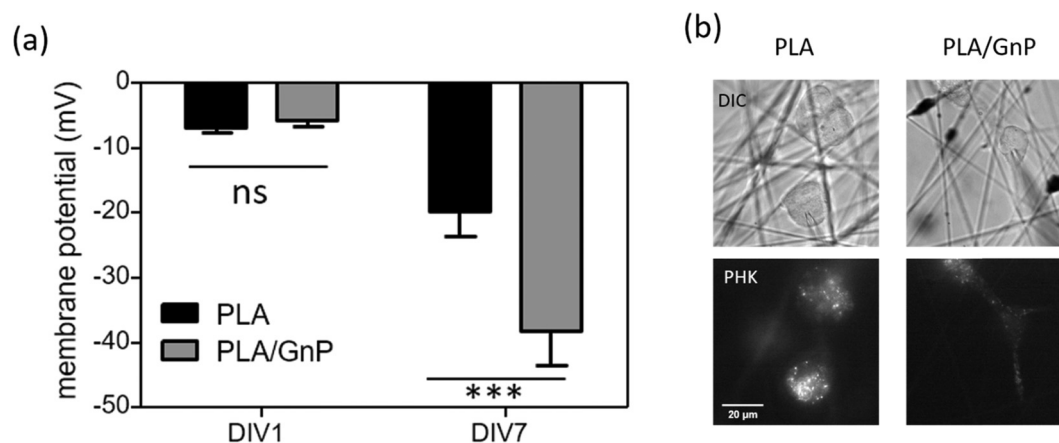 (a)
membrane potential (mV)
0
-10
-20
-30
-40
-50
ns
PLA
PLA/GnP
***
DIV1
DIV7
(b)
PLA
PLA/GnP
DIC
PHK
20 µm